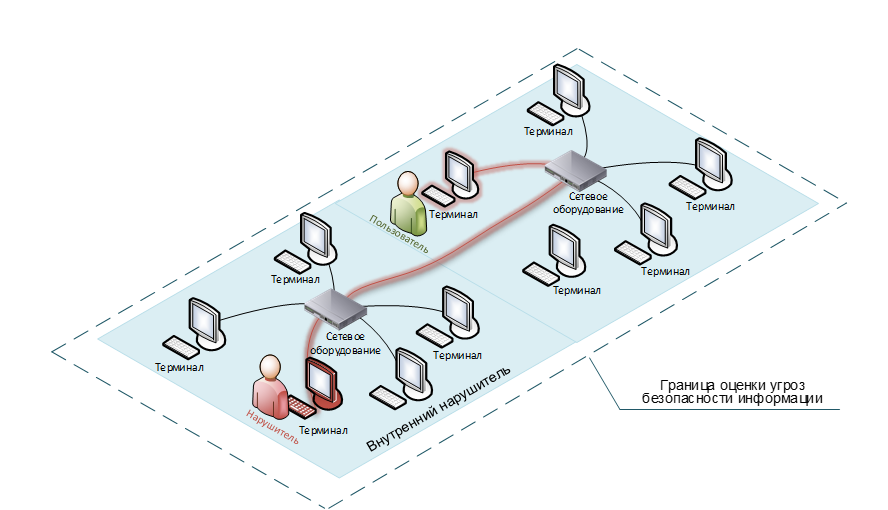 Терминал
Терминал
Терминал
Пользователь
Сетевое
оборудование
Терминал
Терминал
Терминал
Терминал
Терминал
Сетевое
оборудование
Терминал
Нарушитель
Терминал
Внутренний нарушитель
Граница оценки угроз
безопасности информации